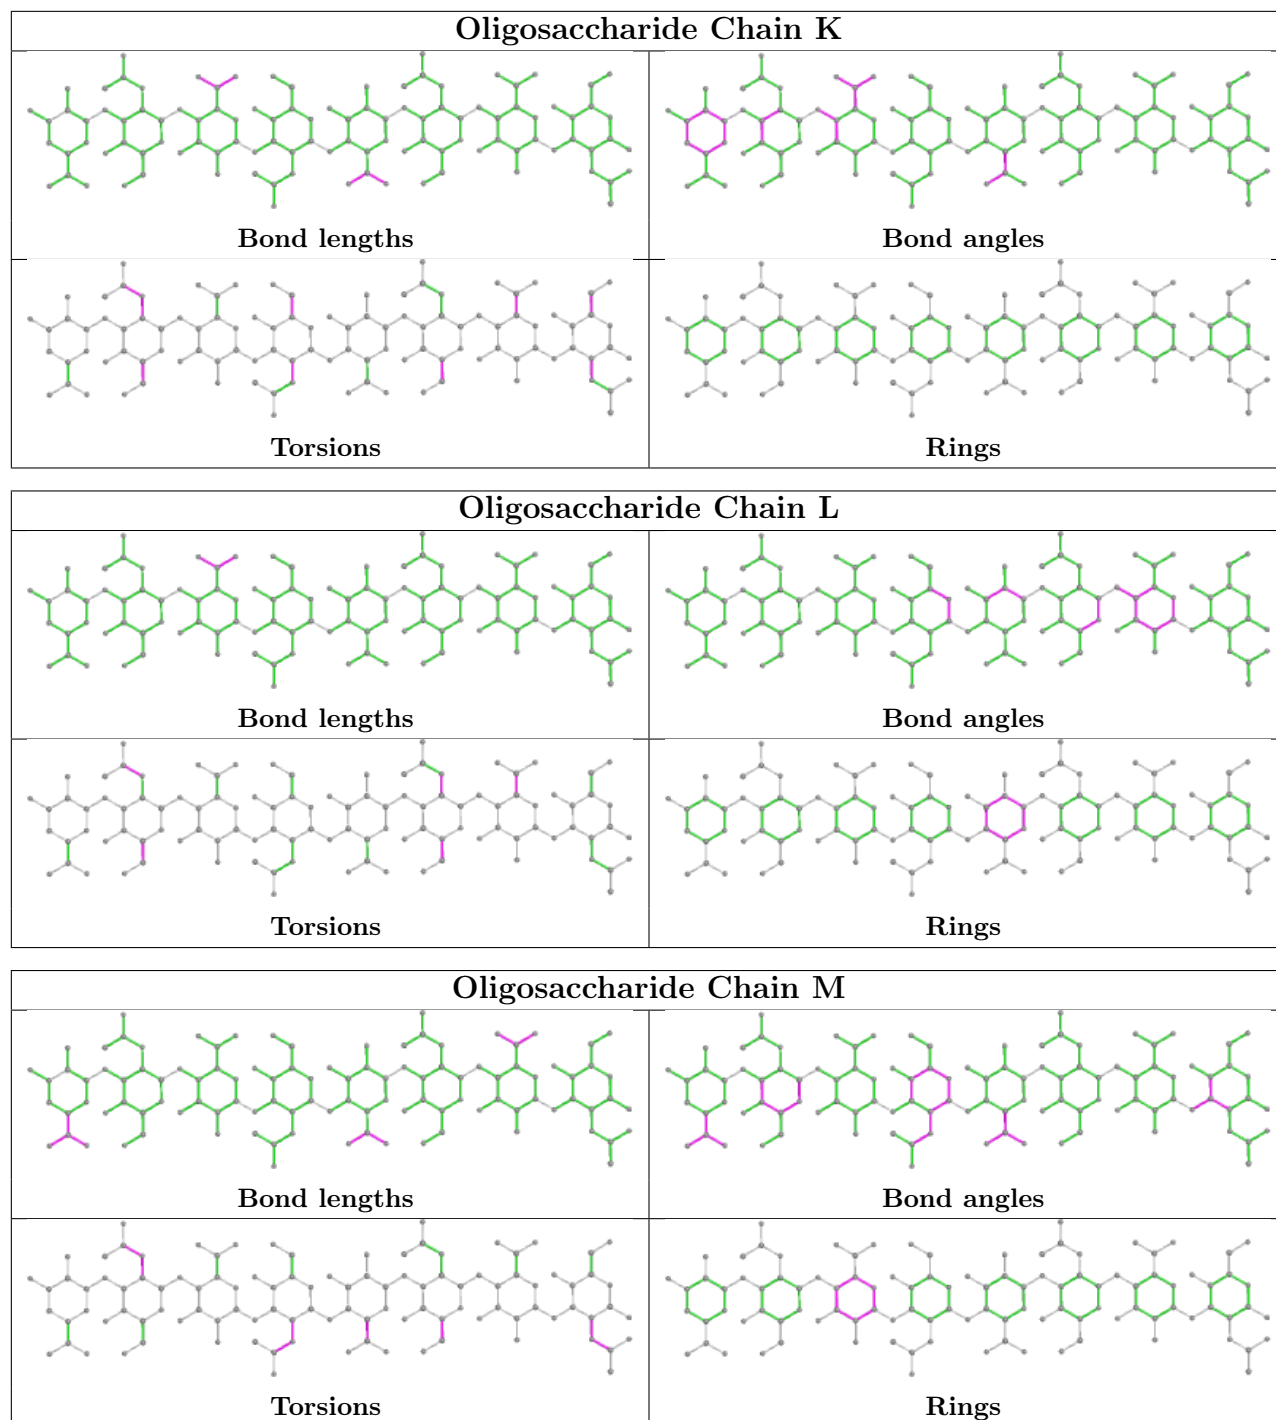 Oligosaccharide Chain K
Bond lengths
Bond angles
Torsions
Rings
Oligosaccharide Chain L
Bond lengths
Bond angles
Torsions
Rings
Oligosaccharide Chain M
Bond lengths
Bond angles
Torsions
Rings